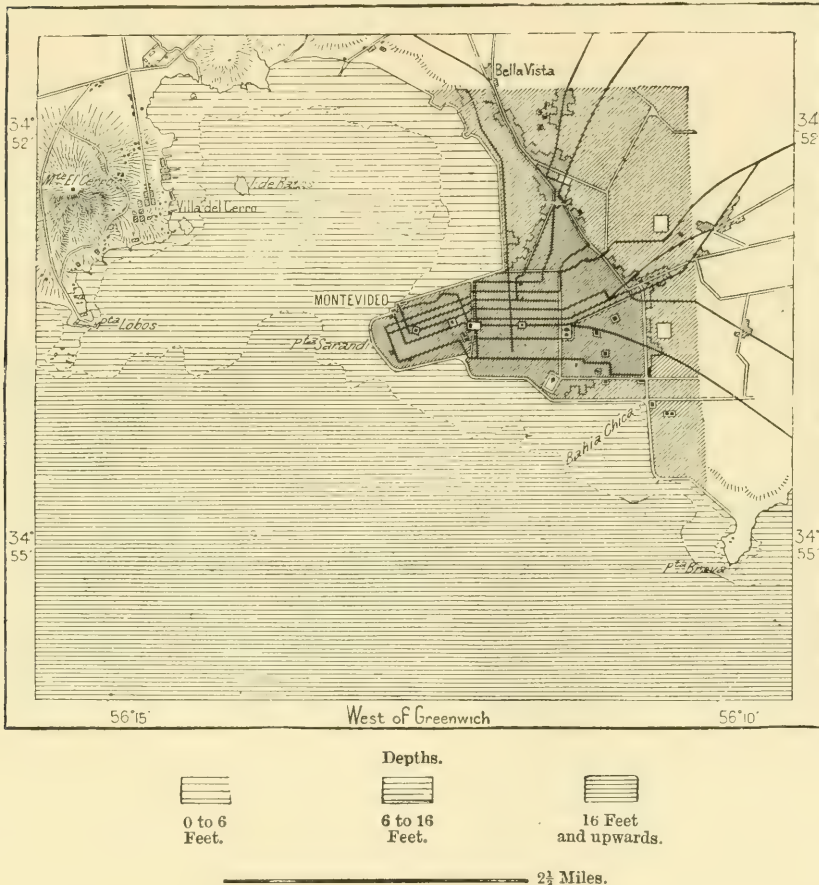 Bella Vista
34°
52'
34°
52'
Mte El Cerro
I. de Ratas
Villa del Cerro
MONTEVIDEO
pta Lobos
pta Sarandi
Bahia Chica
34°
55'
34°
55'
pta Brava
56°15'
West of Greenwich
56°10'
Depths.
0 to 6
Feet.
6 to 16
Feet.
16 Feet
and upwards.
2½ Miles.